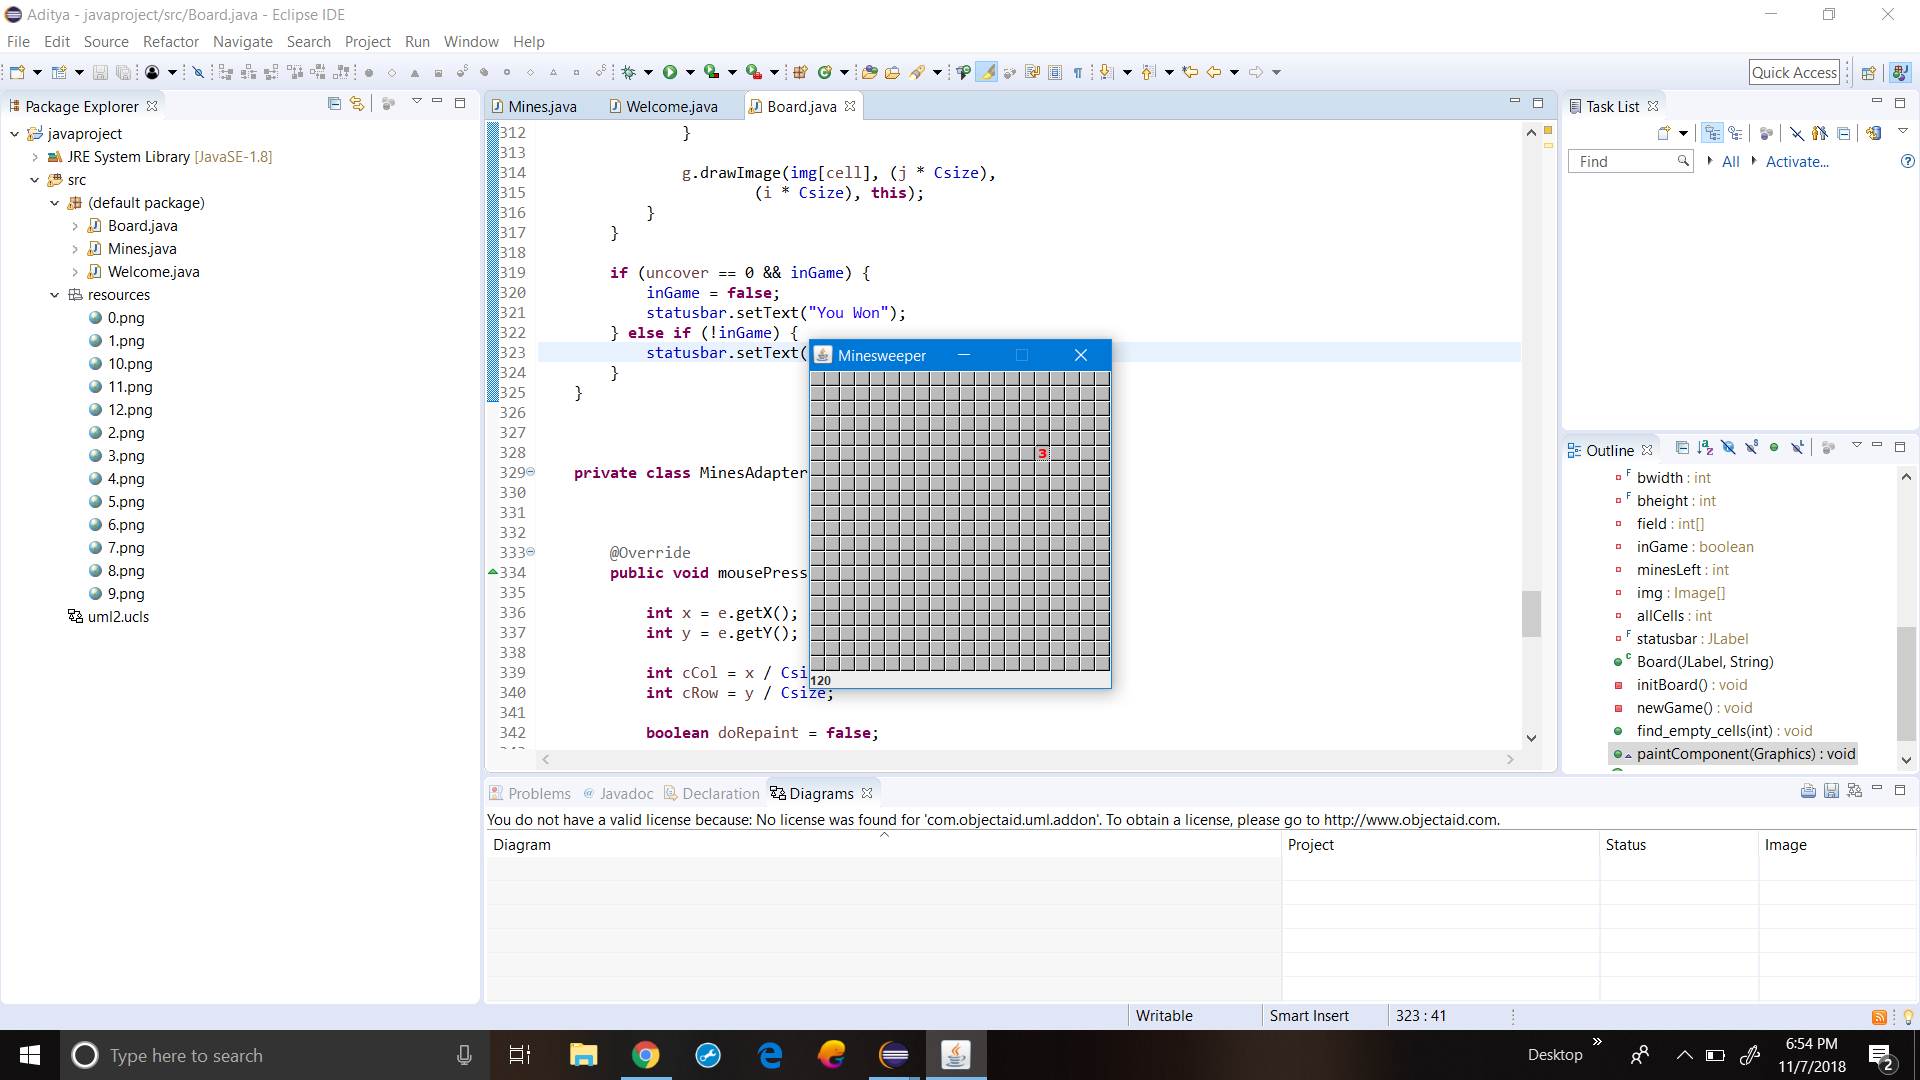 Aditya - javaproject/src/Board.java - Eclipse IDE
File Edit Source Refactor Navigate Search Project Run Window Help
Quick Access
Package Explorer
javaproject
JRE System Library [JavaSE-1.8]
src
(default package)
Board.java
Mines.java
Welcome.java
resources
0.png
1.png
10.png
11.png
12.png
2.png
3.png
4.png
5.png
6.png
7.png
8.png
9.png
uml2.ucls
Mines.java Welcome.java Board.java
312 }
313
314 g.drawImage(img[cell], (j * Csize),
315 (i * Csize), this);
316 }
317 }
318
319 if (uncover == 0 && inGame) {
320 inGame = false;
321 statusbar.setText("You Won");
322 } else if (!inGame) {
323 statusbar.setText(
324 }
325 }
326
327
328
329 private class MinesAdapter
330
331
332
333 @Override
334 public void mousePress
335
336 int x = e.getX();
337 int y = e.getY();
338
339 int cCol = x / Csi
340 int cRow = y / Csize;
341
342 boolean doRepaint = false;
Minesweeper
3
120
Task List
Find All Activate...
Outline
bwidth : int
bheight : int
field : int[]
inGame : boolean
minesLeft : int
img : Image[]
allCells : int
statusbar : JLabel
Board(JLabel, String)
initBoard() : void
newGame() : void
find_empty_cells(int) : void
paintComponent(Graphics) : void
Problems Javadoc Declaration Diagrams
You do not have a valid license because: No license was found for 'com.objectaid.uml.addon'. To obtain a license, please go to http://www.objectaid.com.
Diagram Project Status Image
Writable Smart Insert 323 : 41
Type here to search
Desktop
6:54 PM
11/7/2018
2